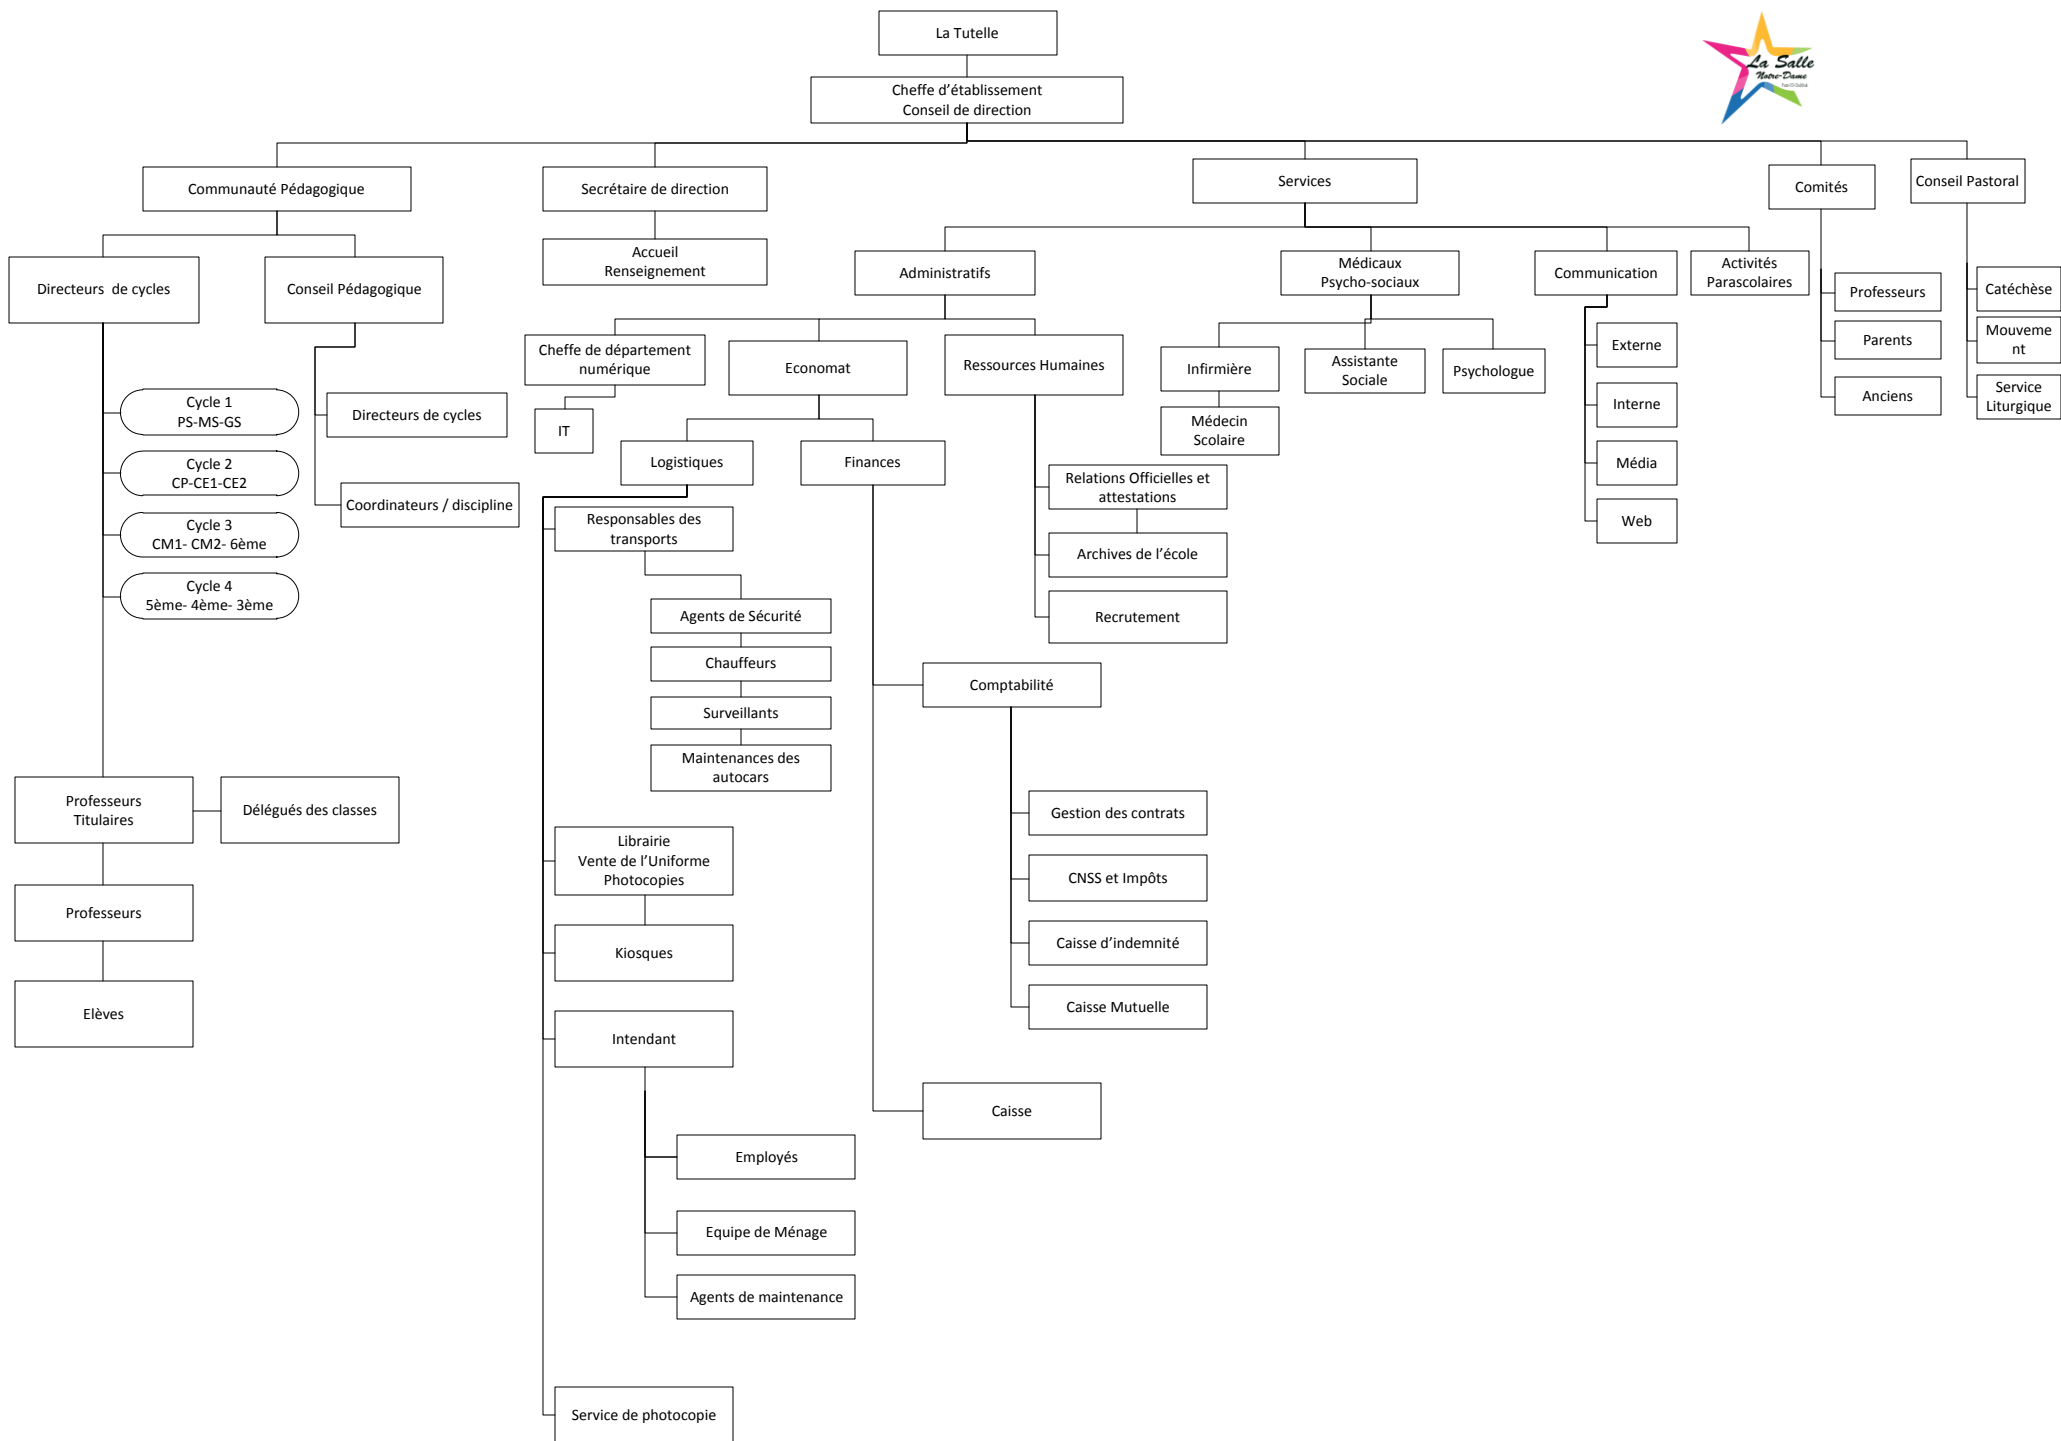 La Tutelle
Cheffe d'établissement
Conseil de direction
La Salle
Notre-Dame
Communauté Pédagogique
Secrétaire de direction
Services
Comités
Conseil Pastoral
Accueil
Renseignement
Directeurs de cycles
Conseil Pédagogique
Administratifs
Médicaux
Psycho-sociaux
Communication
Activités
Parascolaires
Professeurs
Parents
Anciens
Catéchèse
Mouveme
nt
Service
Liturgique
Cheffe de département
numérique
IT
Economat
Ressources Humaines
Infirmière
Médecin
Scolaire
Assistante
Sociale
Psychologue
Externe
Interne
Média
Web
Cycle 1
PS-MS-GS
Cycle 2
CP-CE1-CE2
Cycle 3
CM1- CM2- 6ème
Cycle 4
5ème- 4ème- 3ème
Directeurs de cycles
Coordinateurs / discipline
Logistiques
Finances
Relations Officielles et
attestations
Archives de l'école
Recrutement
Responsables des
transports
Agents de Sécurité
Chauffeurs
Surveillants
Maintenances des
autocars
Comptabilité
Gestion des contrats
CNSS et Impôts
Caisse d'indemnité
Caisse Mutuelle
Caisse
Professeurs
Titulaires
Délégués des classes
Professeurs
Elèves
Librairie
Vente de l'Uniforme
Photocopies
Kiosques
Intendant
Employés
Equipe de Ménage
Agents de maintenance
Service de photocopie